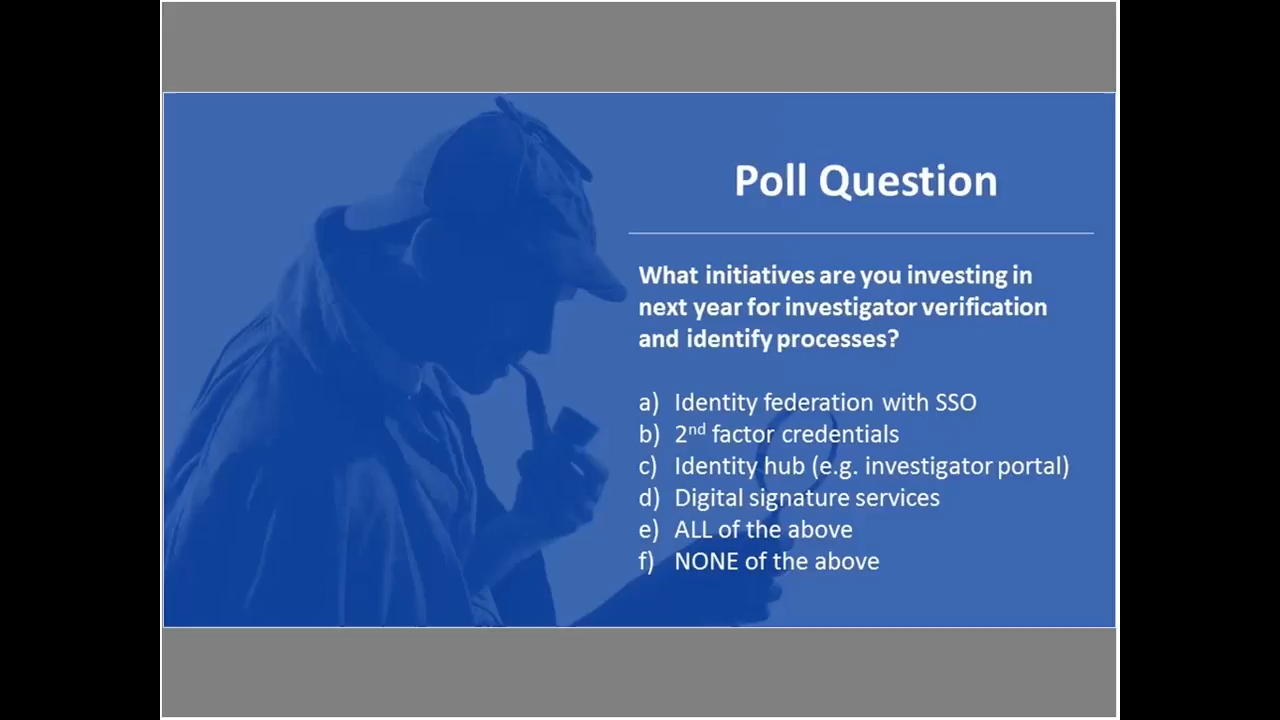 Poll Question
What initiatives are you investing in
next year for investigator verification
and identify processes?
a) Identity federation with SSO
b) 2nd factor credentials
c) Identity hub (e.g. investigator portal)
d) Digital signature services
e) ALL of the above
f) NONE of the above